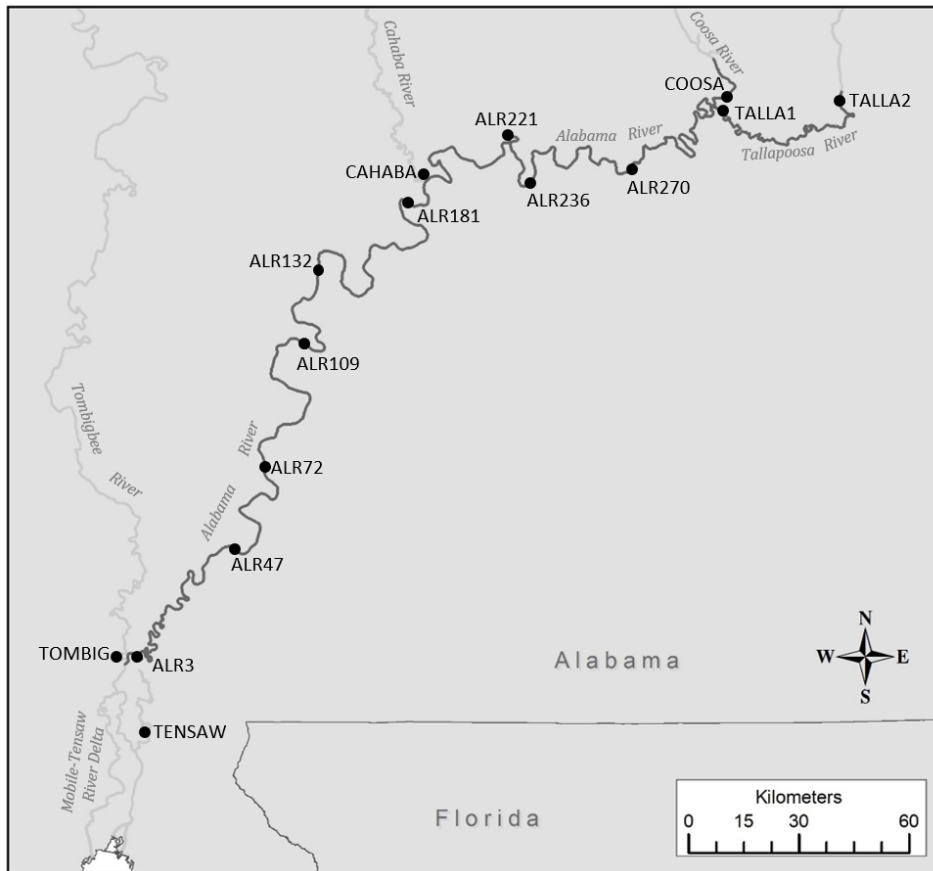 Cahaba River
Coosa River
COOSA
TALLA2
TALLA1
ALR221
Alabama River
Tallapoosa River
CAHABA
ALR236
ALR270
ALR181
ALR132
ALR109
Tombigbee
River
Alabama
River
ALR72
ALR47
TOMBIG
ALR3
Alabama
N
W E
S
TENSAW
Mobile-Tensaw
River Delta
Florida
Kilometers
0 15 30 60